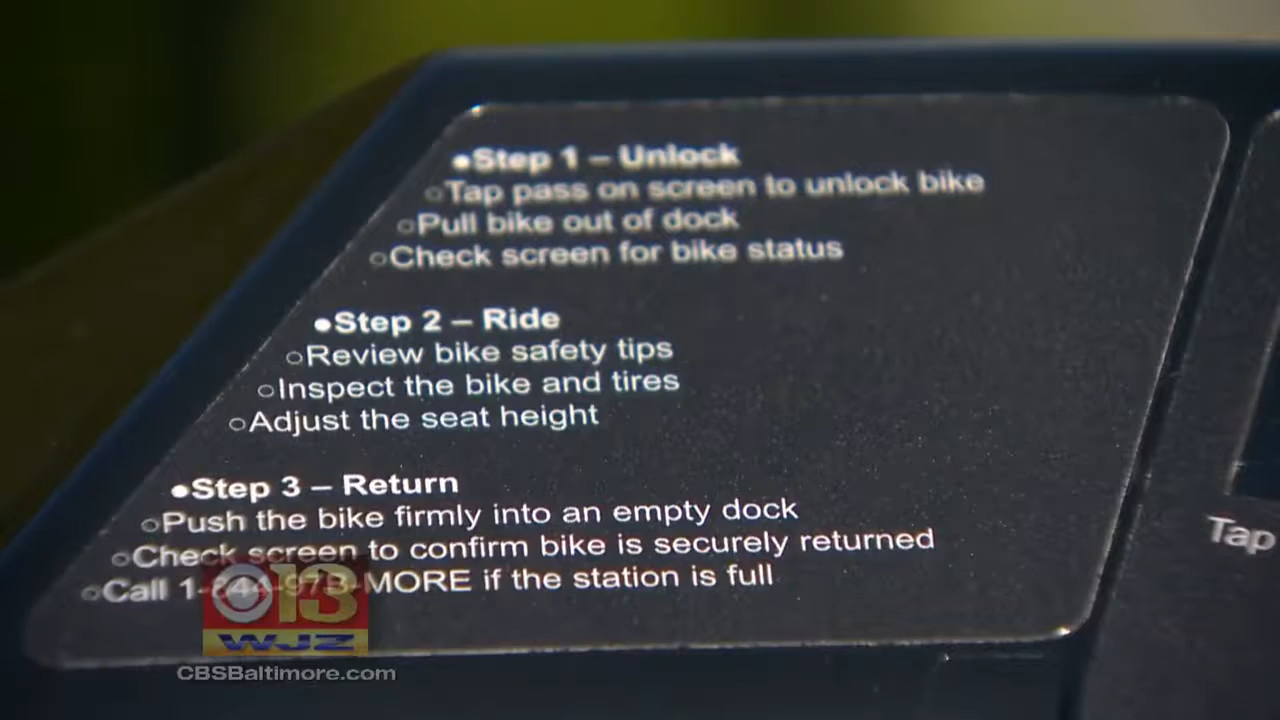 ●Step 1 – Unlock
○Tap pass on screen to unlock bike
○Pull bike out of dock
○Check screen for bike status
●Step 2 – Ride
○Review bike safety tips
○Inspect the bike and tires
○Adjust the seat height
●Step 3 – Return
○Push the bike firmly into an empty dock
○Check screen to confirm bike is securely returned
○Call 1-844-97B-MORE if the station is full
Tap
13
WJZ
CBSBaltimore.com